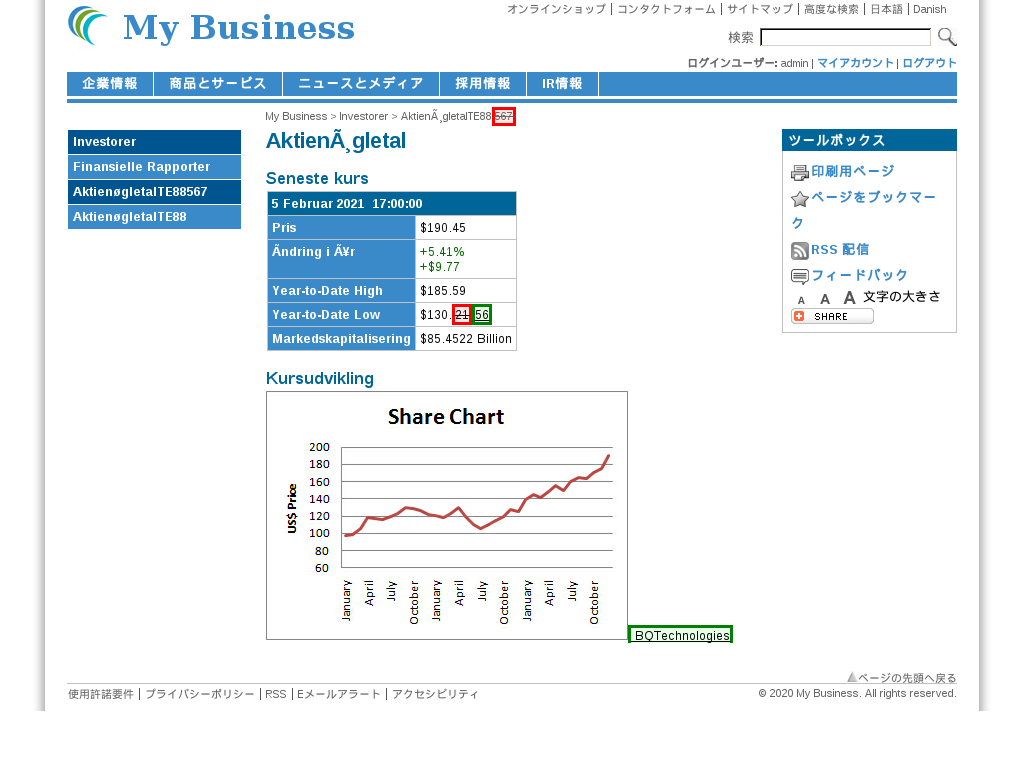 My Business
オンラインショップ | コンタクトフォーム | サイトマップ | 高度な検索 | 日本語 | Danish
検索
ログインユーザー: admin | マイアカウント | ログアウト
企業情報 商品とサービス ニュースとメディア 採用情報 IR情報
My Business > Investorer > AktienÃ¸gletalTE88567
Investorer
Finansielle Rapporter
AktienøgletalTE88567
AktienøgletalTE88
AktienÃ¸gletal
Seneste kurs
5 Februar 2021 17:00:00
Pris $190.45
Ãndring i Ã¥r +5.41%
+$9.77
Year-to-Date High $185.59
Year-to-Date Low $130.2156
Markedskapitalisering $85.4522 Billion
Kursudvikling
Share Chart
US$ Price
200
180
160
140
120
100
80
60
January April July October January April July October January April July October
BQTechnologies
ツールボックス
印刷用ページ
ページをブックマー
ク
RSS 配信
フィードバック
A A A 文字の大きさ
SHARE
ページの先頭へ戻る
使用許諾要件 | プライバシーポリシー | RSS | Eメールアラート | アクセシビリティ
© 2020 My Business. All rights reserved.